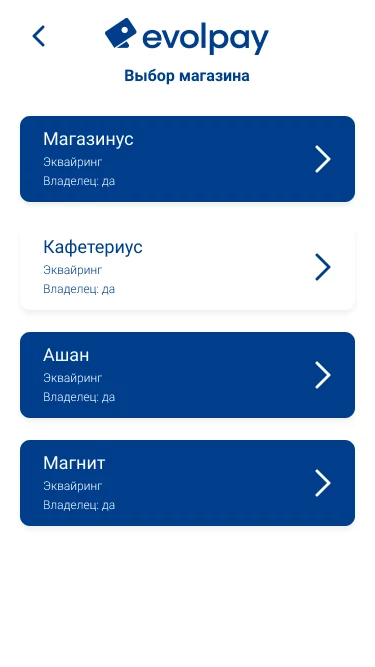 evolpay
Выбор магазина
Магазинус
Эквайринг
Владелец: да
Кафетериус
Эквайринг
Владелец: да
Ашан
Эквайринг
Владелец: да
Магнит
Эквайринг
Владелец: да